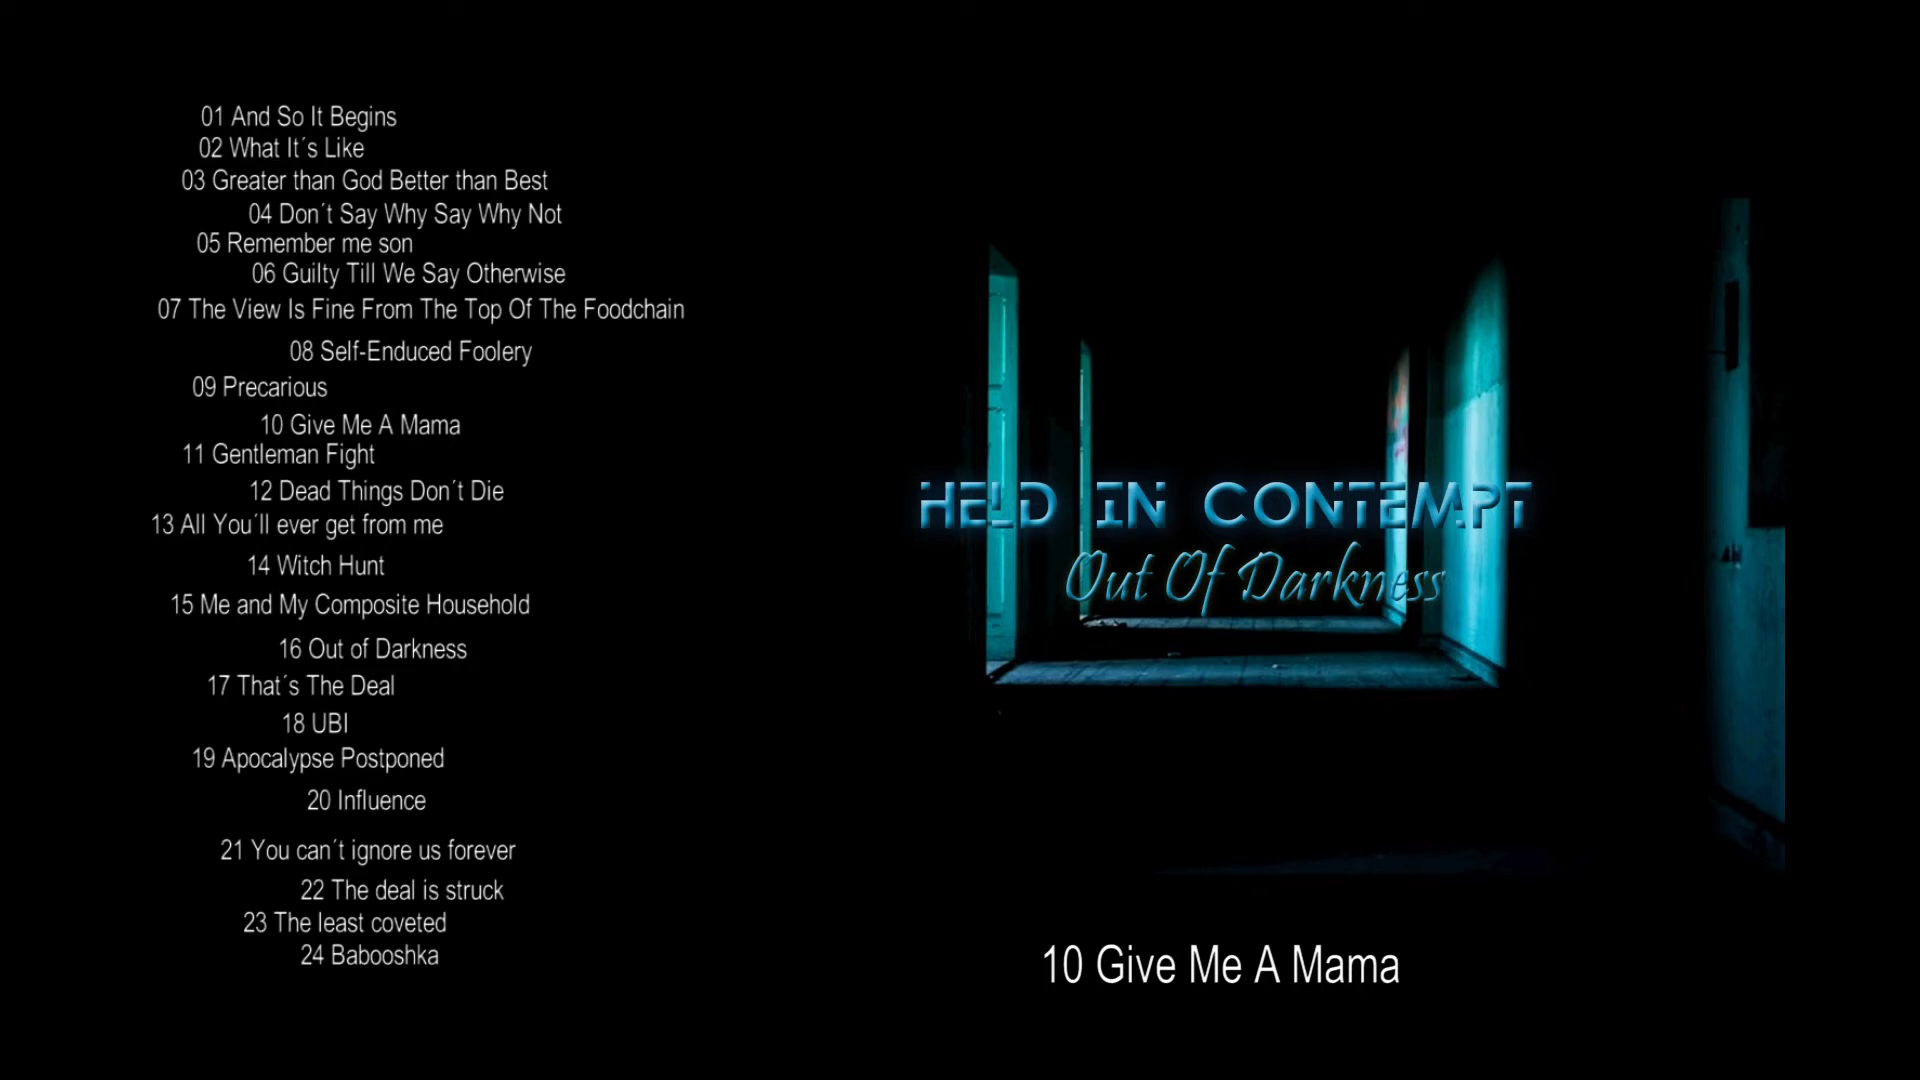 01 And So It Begins
02 What It´s Like
03 Greater than God Better than Best
04 Don´t Say Why Say Why Not
05 Remember me son
06 Guilty Till We Say Otherwise
07 The View Is Fine From The Top Of The Foodchain
08 Self-Enduced Foolery
09 Precarious
10 Give Me A Mama
11 Gentleman Fight
12 Dead Things Don´t Die
13 All You´ll ever get from me
14 Witch Hunt
15 Me and My Composite Household
16 Out of Darkness
17 That´s The Deal
18 UBI
19 Apocalypse Postponed
20 Influence
21 You can´t ignore us forever
22 The deal is struck
23 The least coveted
24 Babooshka
HELD IN CONTEMPT
Out Of Darkness
10 Give Me A Mama